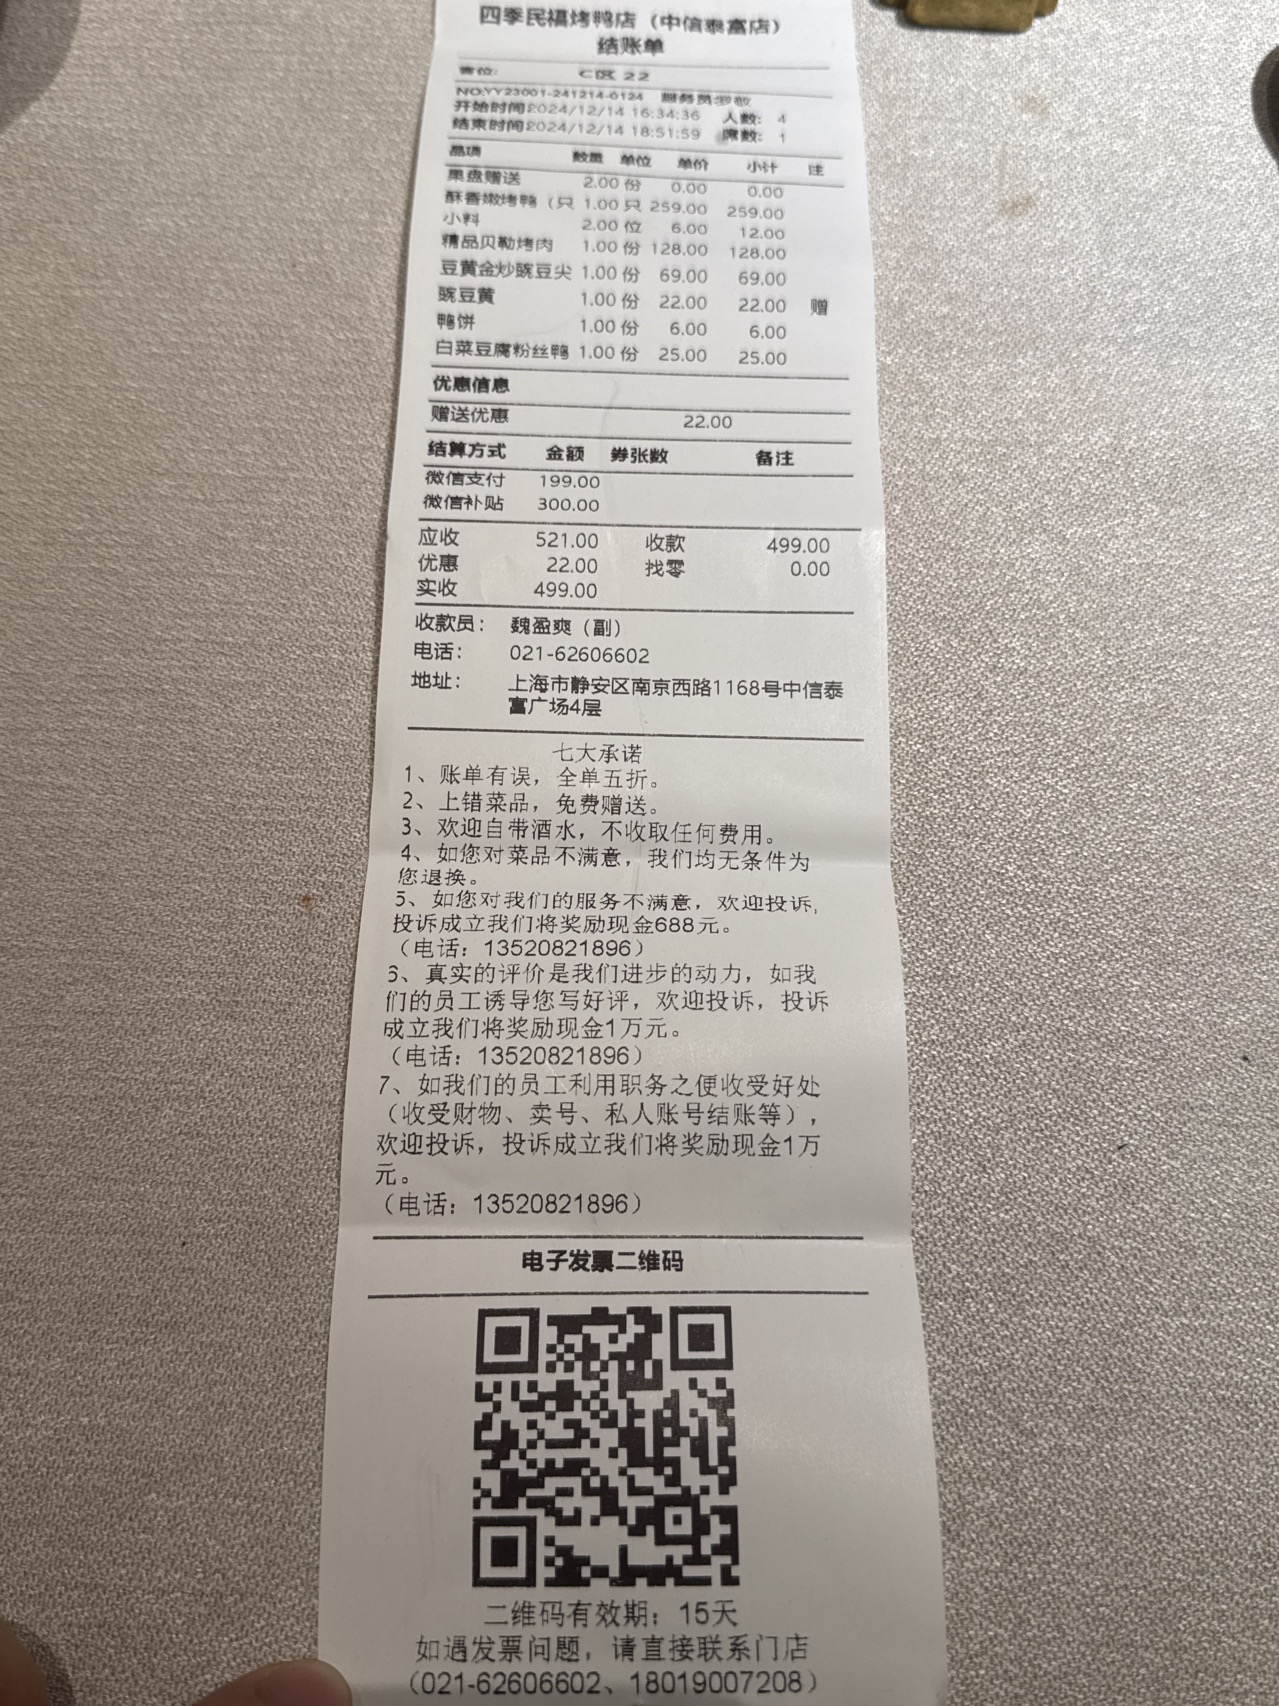 四季民福烤鸭店（中信泰富店）
结账单
客位： C区 22
NO:YY23001-241214-0124 服务员:罗敬
开始时间2024/12/14 16:34:36 人数： 4
结束时间2024/12/14 18:51:59 席数： 1
品项 数量 单位 单价 小计 注
果盘赠送 2.00 份 0.00 0.00
酥香嫩烤鸭（只 1.00 只 259.00 259.00
小料 2.00 位 6.00 12.00
精品贝勒烤肉 1.00 份 128.00 128.00
豆黄金炒豌豆尖 1.00 份 69.00 69.00
豌豆黄 1.00 份 22.00 22.00 赠
鸭饼 1.00 份 6.00 6.00
白菜豆腐粉丝鸭 1.00 份 25.00 25.00
优惠信息
赠送优惠 22.00
结算方式 金额 券张数 备注
微信支付 199.00
微信补贴 300.00
应收 521.00 收款 499.00
优惠 22.00 找零 0.00
实收 499.00
收款员： 魏盈爽（副）
电话： 021-62606602
地址： 上海市静安区南京西路1168号中信泰
富广场4层
七大承诺
1、账单有误，全单五折。
2、上错菜品，免费赠送。
3、欢迎自带酒水，不收取任何费用。
4、如您对菜品不满意，我们均无条件为
您退换。
5、如您对我们的服务不满意，欢迎投诉，
投诉成立我们将奖励现金688元。
（电话：13520821896）
6、真实的评价是我们进步的动力，如我
们的员工诱导您写好评，欢迎投诉，投诉
成立我们将奖励现金1万元。
（电话：13520821896）
7、如我们的员工利用职务之便收受好处
（收受财物、卖号、私人账号结账等），
欢迎投诉，投诉成立我们将奖励现金1万
元。
（电话：13520821896）
电子发票二维码
二维码有效期：15天
如遇发票问题，请直接联系门店
（021-62606602、18019007208）